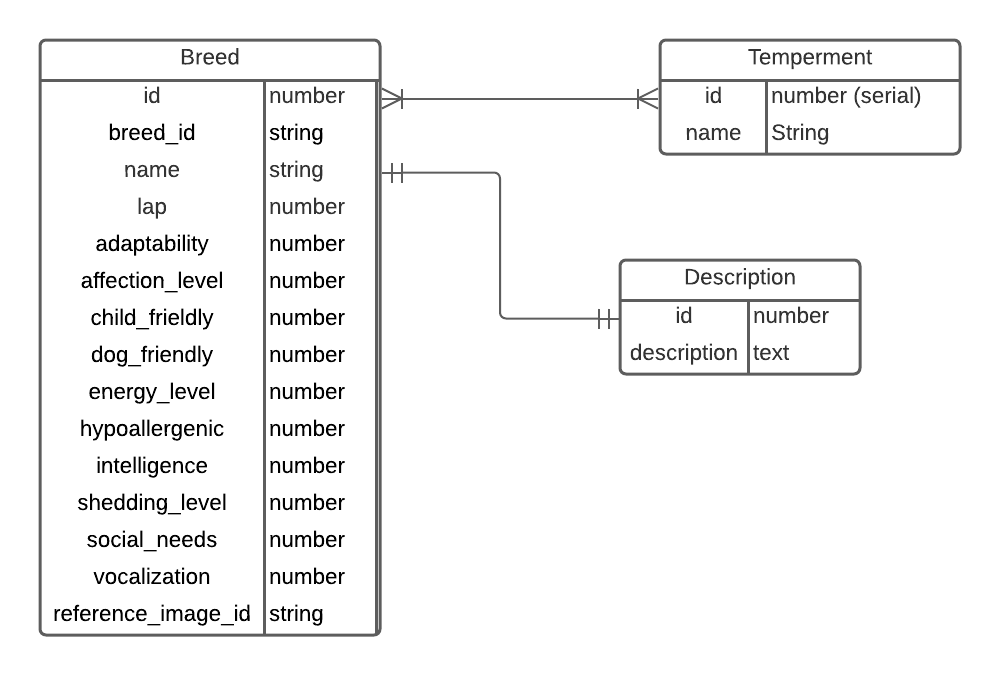 Breed
id number
breed_id string
name string
lap number
adaptability number
affection_level number
child_frieldly number
dog_friendly number
energy_level number
hypoallergenic number
intelligence number
shedding_level number
social_needs number
vocalization number
reference_image_id string
Temperment
id number (serial)
name String
Description
id number
description text